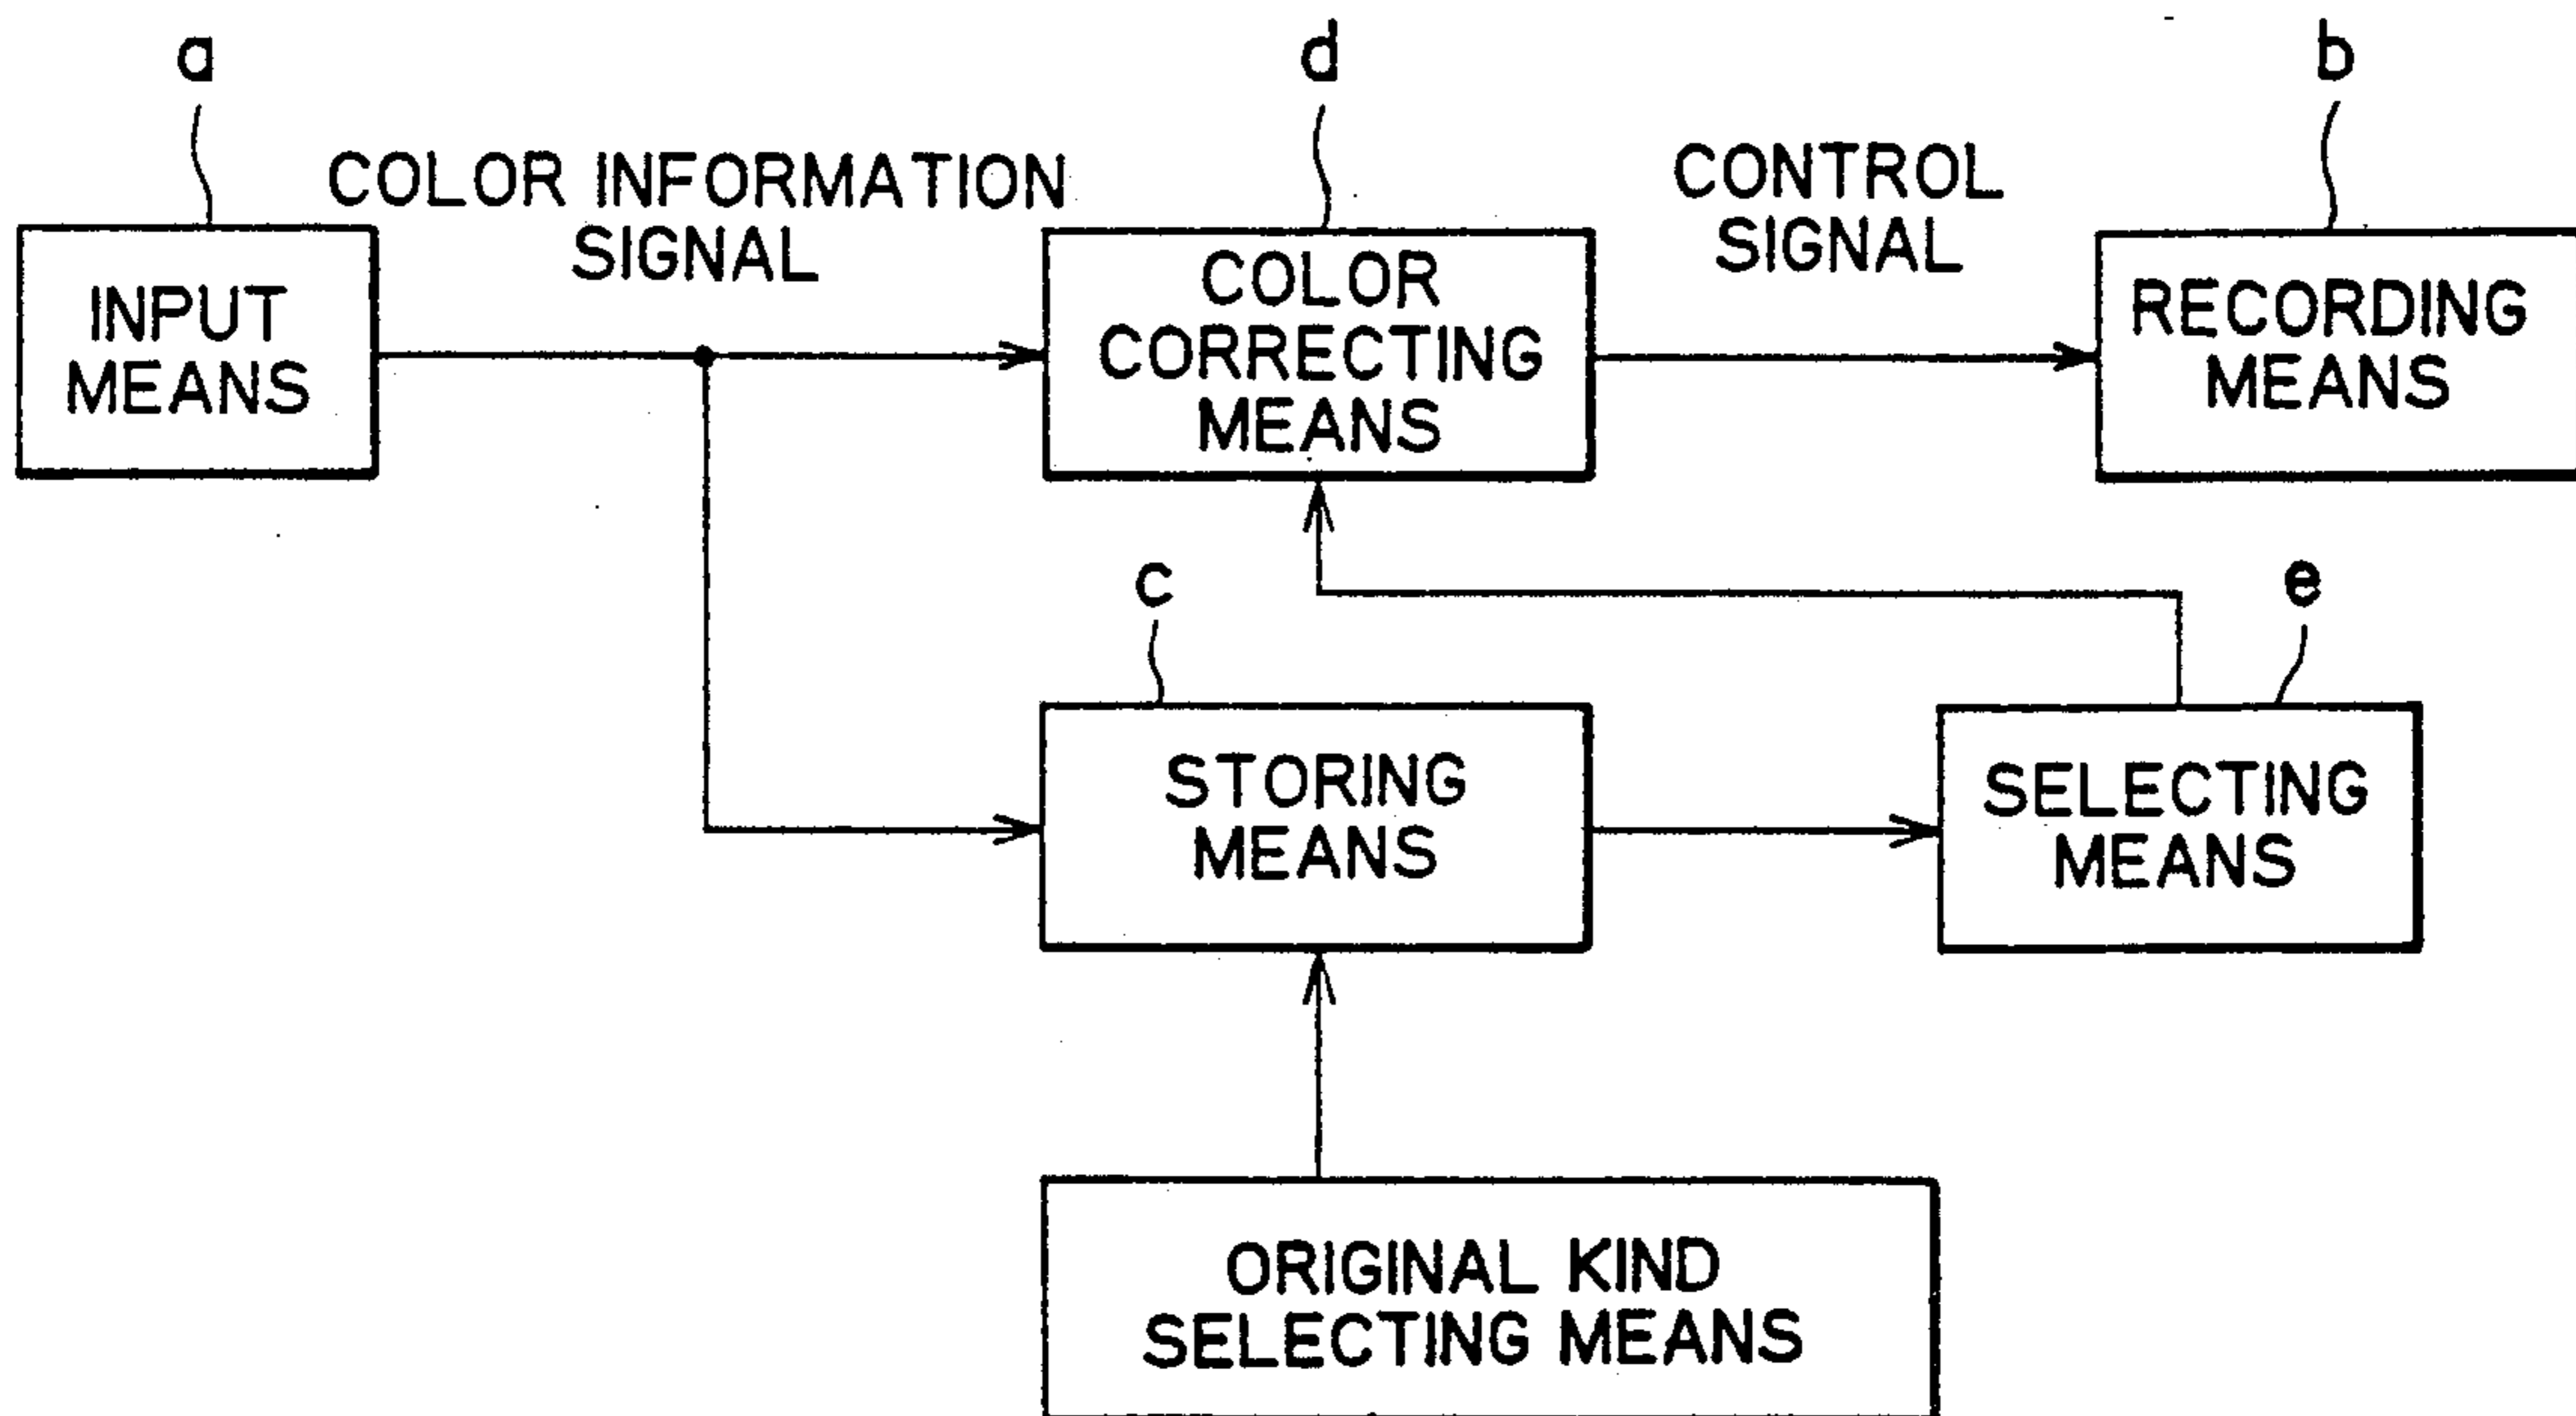 a
d
b
COLOR INFORMATION
SIGNAL
CONTROL
SIGNAL
INPUT
MEANS
COLOR
CORRECTING
MEANS
RECORDING
MEANS
c
e
STORING
MEANS
SELECTING
MEANS
ORIGINAL KIND
SELECTING MEANS